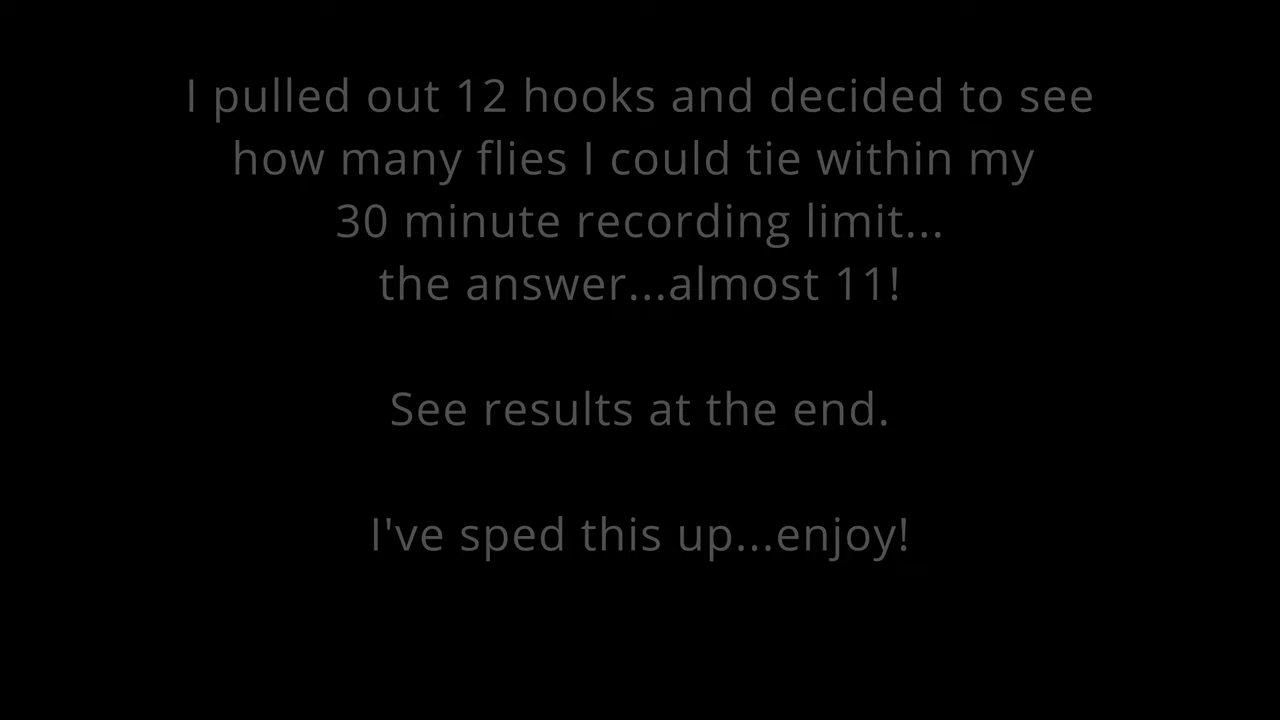 I pulled out 12 hooks and decided to see
how many flies I could tie within my
30 minute recording limit...
the answer...almost 11!
See results at the end.
I've sped this up...enjoy!